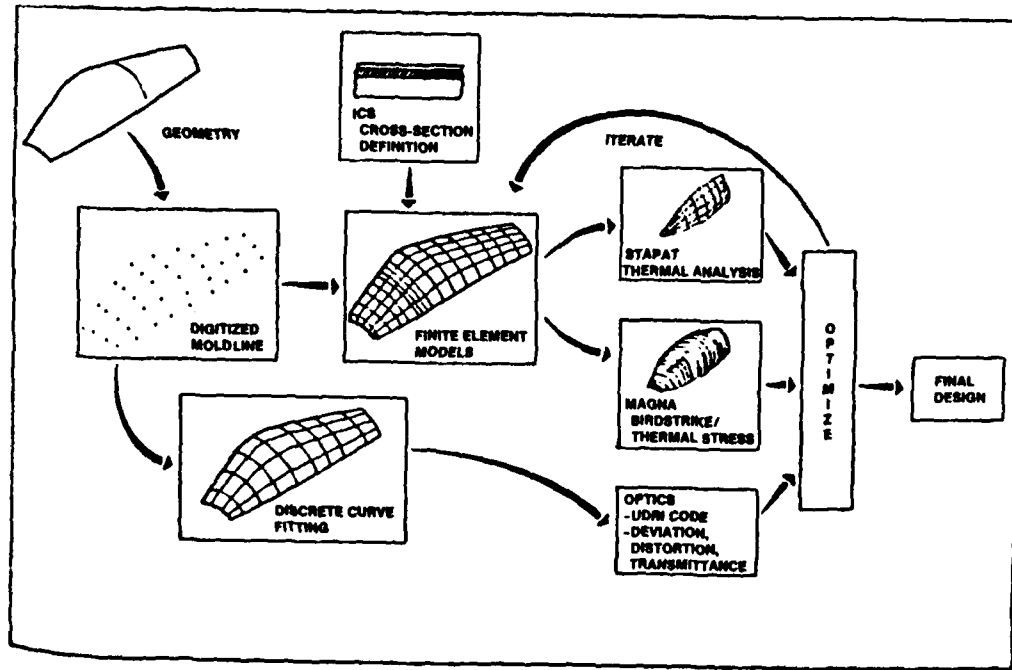 GEOMETRY
ICS
CROSS-SECTION
DEFINITION
ITERATE
DIGITIZED
MOLDLINE
FINITE ELEMENT
MODELS
STAPAT
THERMAL ANALYSIS
MAGNA
BIRDSTRIKE/
THERMAL STRESS
DISCRETE CURVE
FITTING
OPTICS
-UDRI CODE
-DEVIATION,
DISTORTION,
TRANSMITTANCE
O
P
T
I
M
I
Z
E
FINAL
DESIGN